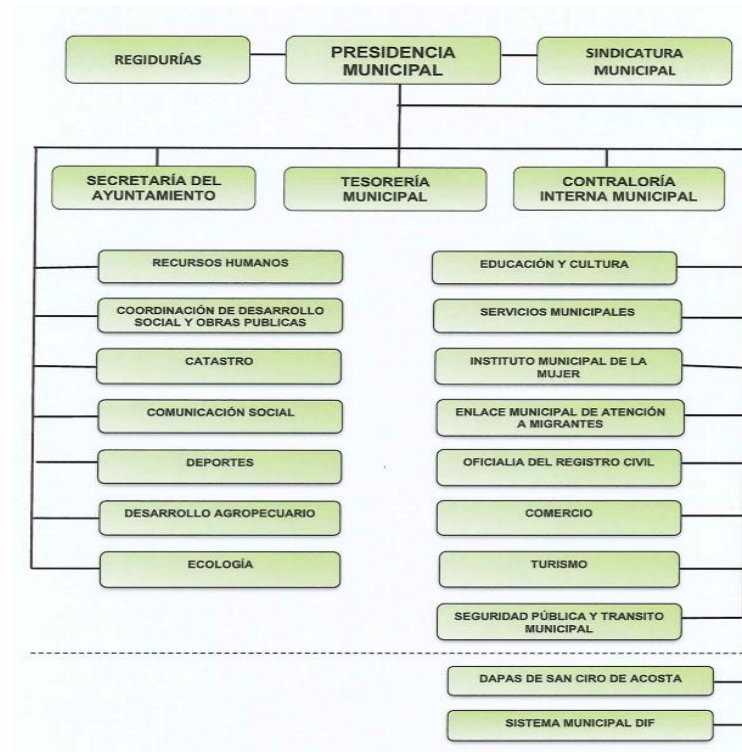 REGIDURÍAS
PRESIDENCIA
MUNICIPAL
SINDICATURA
MUNICIPAL
SECRETARÍA DEL
AYUNTAMIENTO
TESORERÍA
MUNICIPAL
CONTRALORÍA
INTERNA MUNICIPAL
RECURSOS HUMANOS
COORDINACIÓN DE DESARROLLO
SOCIAL Y OBRAS PUBLICAS
CATASTRO
COMUNICACIÓN SOCIAL
DEPORTES
DESARROLLO AGROPECUARIO
ECOLOGÍA
EDUCACIÓN Y CULTURA
SERVICIOS MUNICIPALES
INSTITUTO MUNICIPAL DE LA
MUJER
ENLACE MUNICIPAL DE ATENCIÓN
A MIGRANTES
OFICIALIA DEL REGISTRO CIVIL
COMERCIO
TURISMO
SEGURIDAD PÚBLICA Y TRANSITO
MUNICIPAL
DAPAS DE SAN CIRO DE ACOSTA
SISTEMA MUNICIPAL DIF